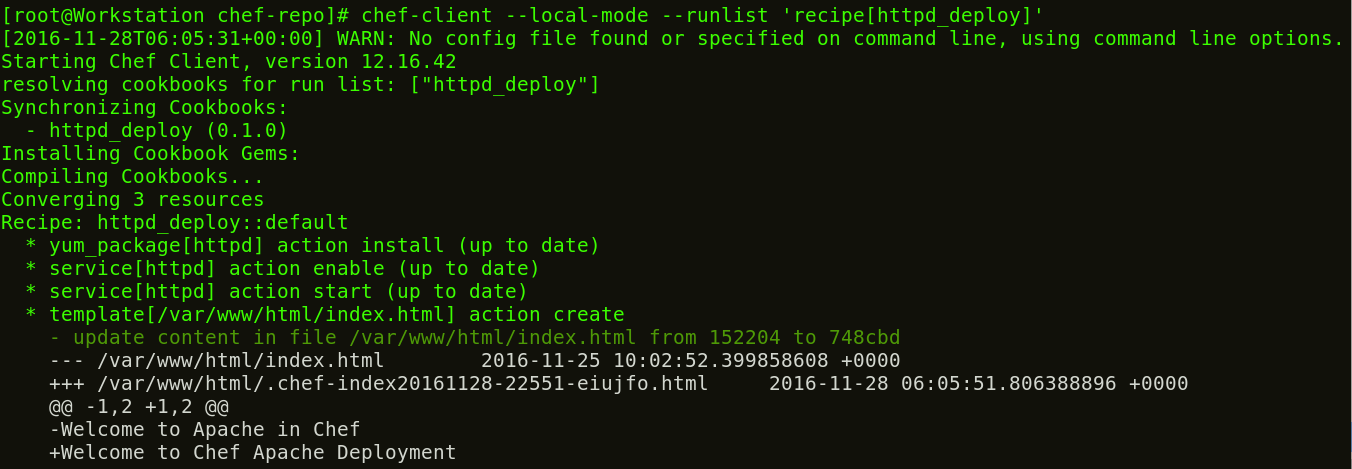 [root@Workstation chef-repo]# chef-client --local-mode --runlist 'recipe[httpd_deploy]'
[2016-11-28T06:05:31+00:00] WARN: No config file found or specified on command line, using command line options.
Starting Chef Client, version 12.16.42
resolving cookbooks for run list: ["httpd_deploy"]
Synchronizing Cookbooks:
  - httpd_deploy (0.1.0)
Installing Cookbook Gems:
Compiling Cookbooks...
Converging 3 resources
Recipe: httpd_deploy::default
  * yum_package[httpd] action install (up to date)
  * service[httpd] action enable (up to date)
  * service[httpd] action start (up to date)
  * template[/var/www/html/index.html] action create
    - update content in file /var/www/html/index.html from 152204 to 748cbd
    --- /var/www/html/index.html        2016-11-25 10:02:52.399858608 +0000
    +++ /var/www/html/.chef-index20161128-22551-eiujfo.html     2016-11-28 06:05:51.806388896 +0000
    @@ -1,2 +1,2 @@
    -Welcome to Apache in Chef
    +Welcome to Chef Apache Deployment